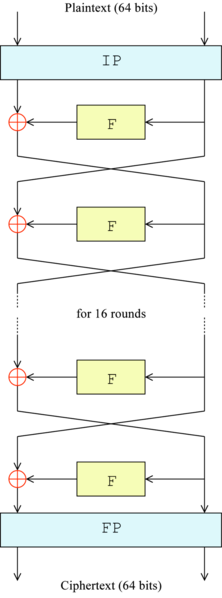 Plaintext (64 bits)
IP
F
F
for 16 rounds
F
F
FP
Ciphertext (64 bits)